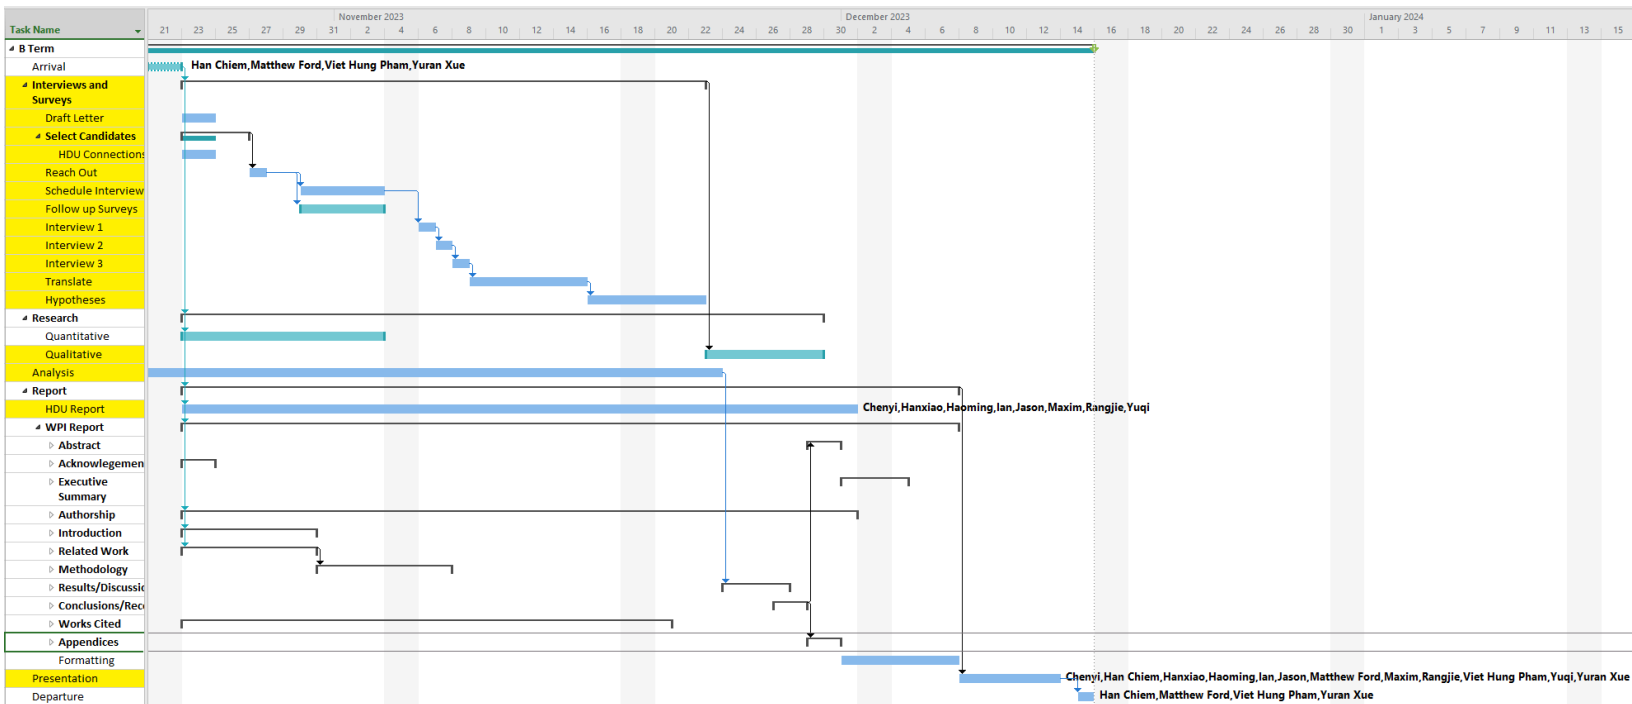 November 2023 December 2023 January 2024
Task Name 21 23 25 27 29 31 2 4 6 8 10 12 14 16 18 20 22 24 26 28 30 2 4 6 8 10 12 14 16 18 20 22 24 26 28 30 1 3 5 7 9 11 13 15
B Term
Arrival Han Chiem,Matthew Ford,Viet Hung Pham,Yuran Xue
Interviews and
Surveys
Draft Letter
Select Candidates
HDU Connections
Reach Out
Schedule Interview
Follow up Surveys
Interview 1
Interview 2
Interview 3
Translate
Hypotheses
Research
Quantitative
Qualitative
Analysis
Report
HDU Report Chenyi,Hanxiao,Haoming,Ian,Jason,Maxim,Rangjie,Yuqi
WPI Report
Abstract
Acknowlegemen
Executive
Summary
Authorship
Introduction
Related Work
Methodology
Results/Discussic
Conclusions/Reco
Works Cited
Appendices
Formatting
Presentation Chenyi,Han Chiem,Hanxiao,Haoming,Ian,Jason,Matthew Ford,Maxim,Rangjie,Viet Hung Pham,Yuqi,Yuran Xue
Departure Han Chiem,Matthew Ford,Viet Hung Pham,Yuran Xue